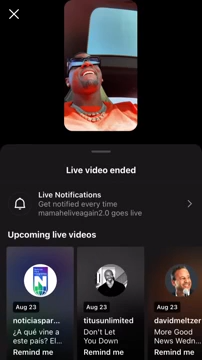 Live video ended
Live Notifications
Get notified every time
mamaheliveagain2.0 goes live
Upcoming live videos
Aug 23
noticiaspar...
¿A qué vine a
este país? El...
Remind me
Aug 23
titusunlimited
Don't Let
You Down
Remind me
Aug 23
davidmeltzer
More Good
News Wedn...
Remind me